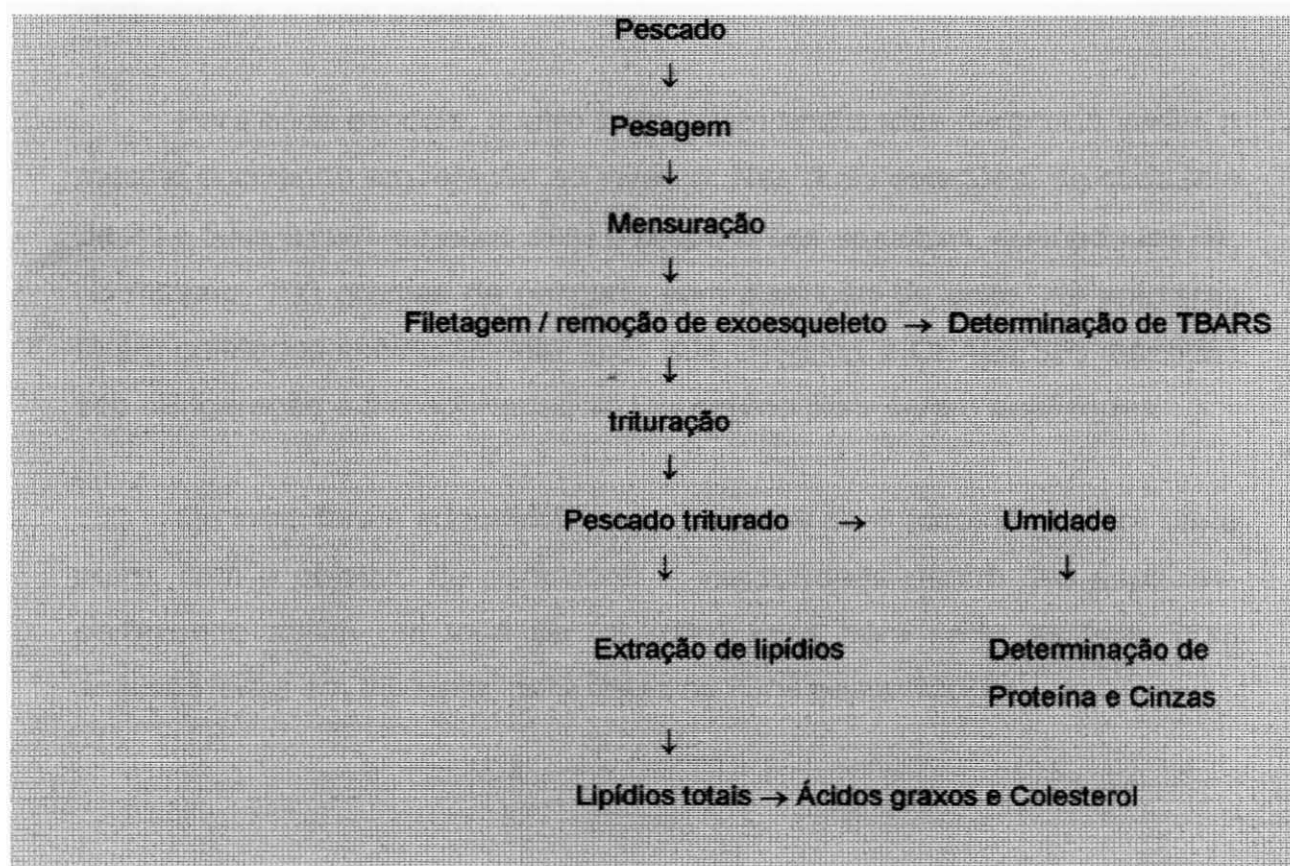 Pescado
↓
Pesagem
↓
Mensuração
↓
Filetagem / remoção de exoesqueleto → Determinação de TBARS
↓
trituração
↓
Pescado triturado → Umidade
↓ ↓
Extração de lipídios Determinação de
Proteína e Cinzas
↓
Lipídios totais → Ácidos graxos e Colesterol